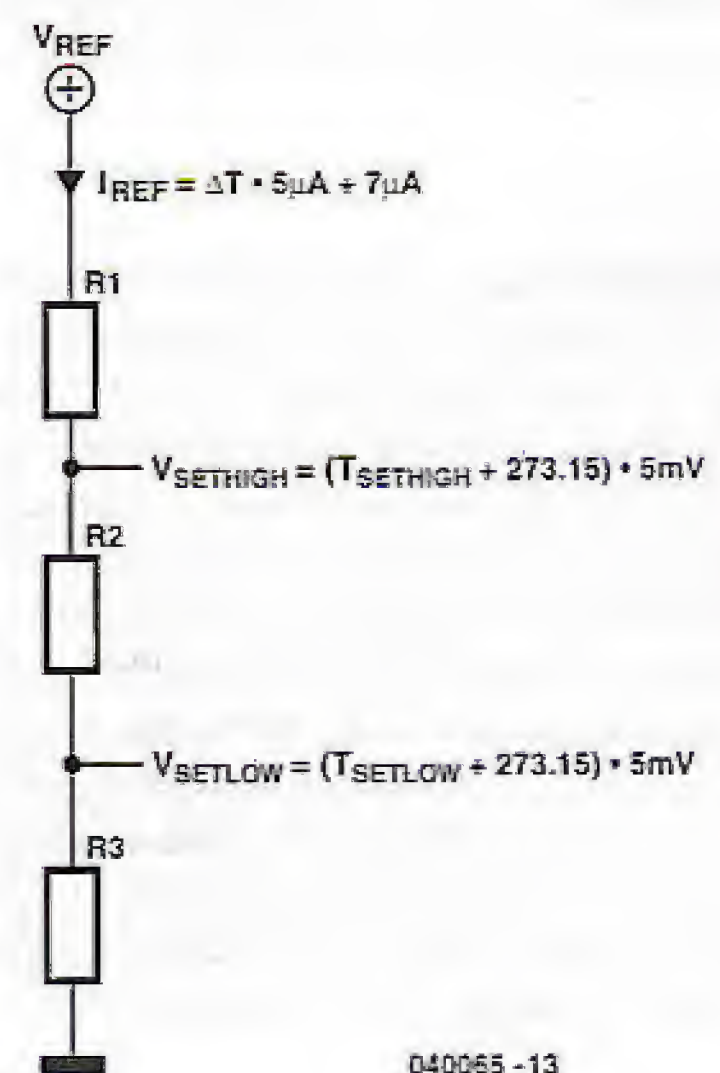 VREF
IREF = ΔT • 5µA + 7µA
R1
VSETHIGH = (TSETHIGH + 273.15) • 5mV
R2
VSETLOW = (TSETLOW + 273.15) • 5mV
R3
040065 - 13